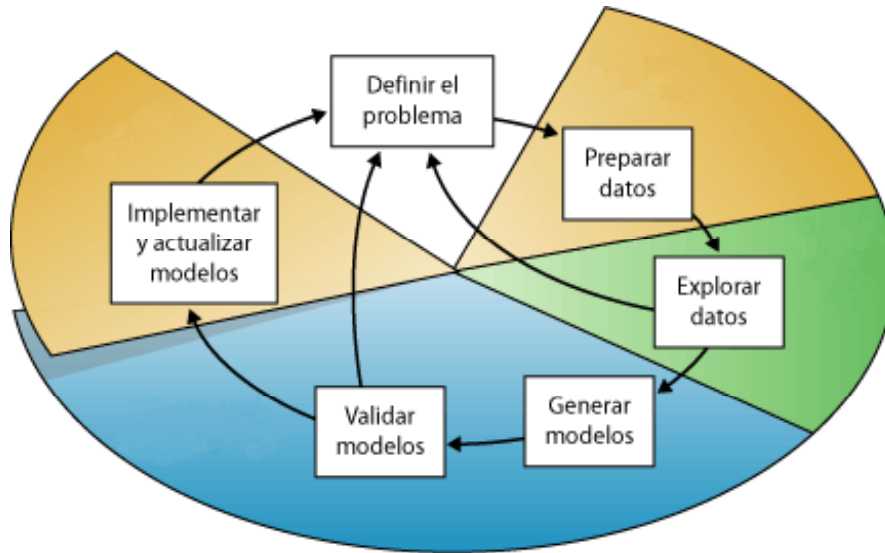 Definir el
problema
Preparar
datos
Explorar
datos
Generar
modelos
Validar
modelos
Implementar
y actualizar
modelos